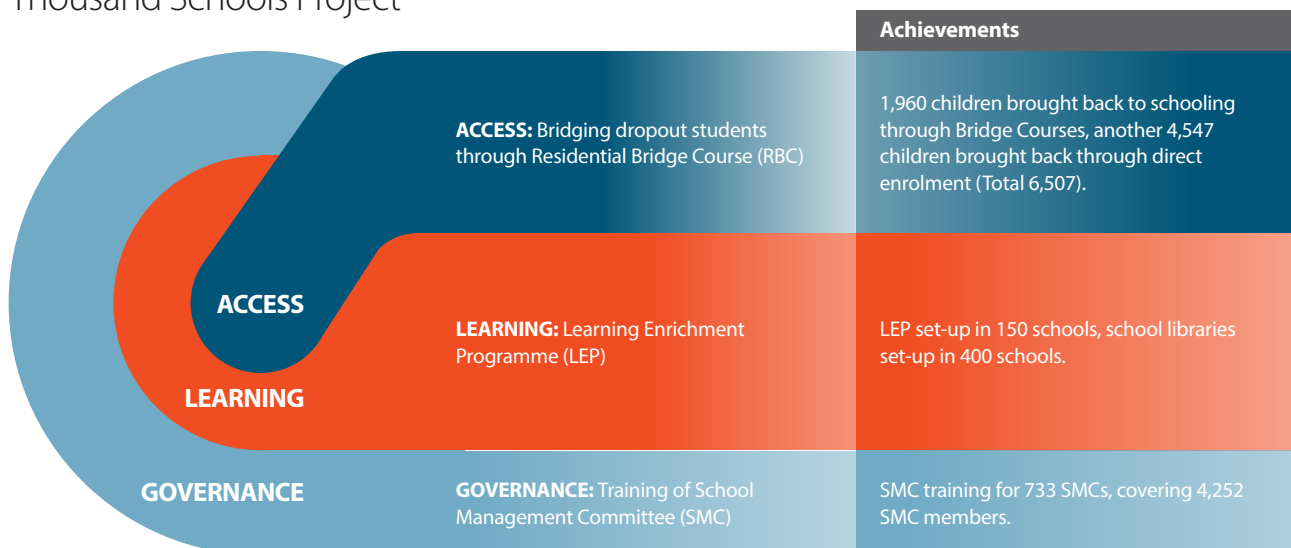 Thousand Schools Project
Achievements
ACCESS: Bridging dropout students
through Residential Bridge Course (RBC)
1,960 children brought back to schooling
through Bridge Courses, another 4,547
children brought back through direct
enrolment (Total 6,507).
ACCESS
LEARNING: Learning Enrichment
Programme (LEP)
LEP set-up in 150 schools, school libraries
set-up in 400 schools.
LEARNING
GOVERNANCE
GOVERNANCE: Training of School
Management Committee (SMC)
SMC training for 733 SMCs, covering 4,252
SMC members.